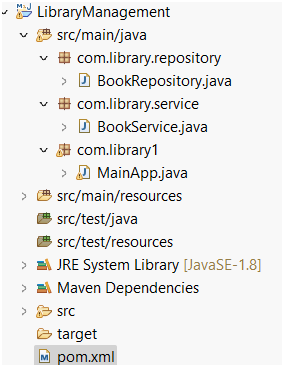 LibraryManagement
src/main/java
com.library.repository
BookRepository.java
com.library.service
BookService.java
com.library1
MainApp.java
src/main/resources
src/test/java
src/test/resources
JRE System Library [JavaSE-1.8]
Maven Dependencies
src
target
pom.xml